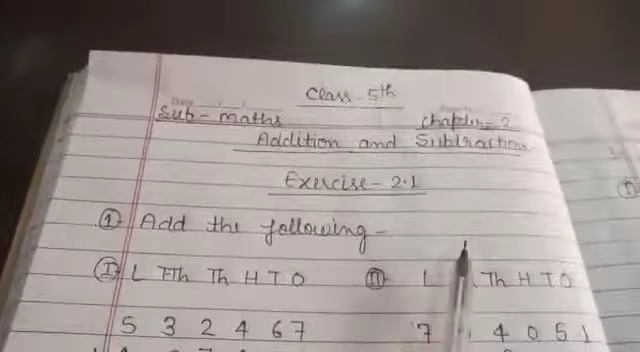 Class - 5th
Date
Sub - maths Chapter - 2
Addition and Subtraction
Exercise - 2.1
① Add the following -
Ⓘ L TTh Th H T O Ⓘ L Th H T O
5 3 2 4 6 7 7 4 0 5 1